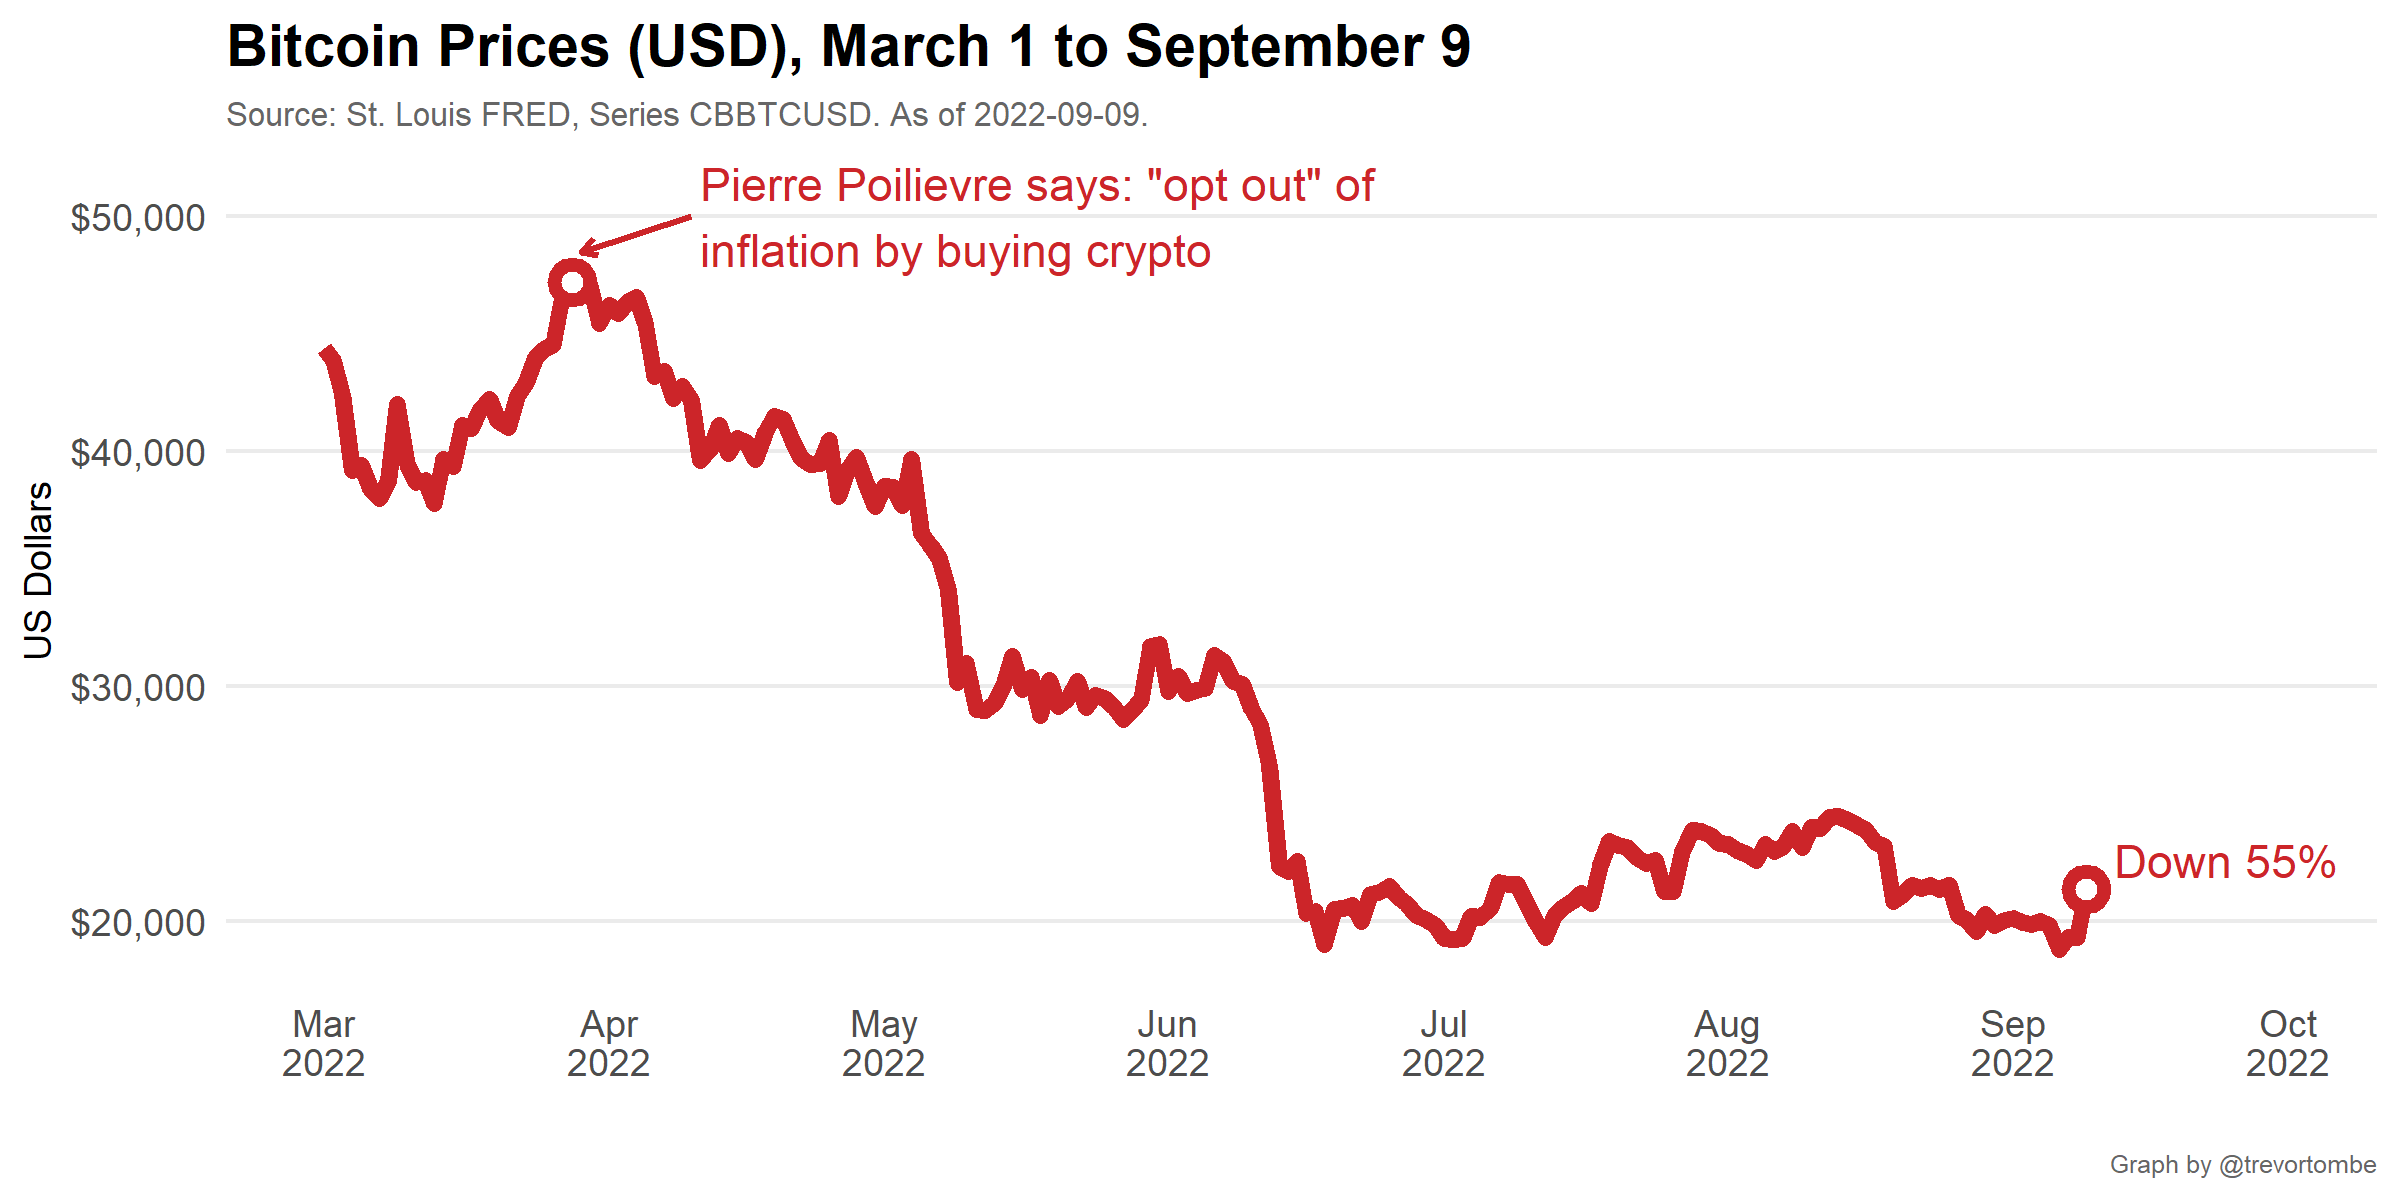 Bitcoin Prices (USD), March 1 to September 9
Source: St. Louis FRED, Series CBBTCUSD. As of 2022-09-09.
Pierre Poilievre says: "opt out" of
inflation by buying crypto
$50,000
$40,000
$30,000
$20,000
US Dollars
Down 55%
Mar
2022
Apr
2022
May
2022
Jun
2022
Jul
2022
Aug
2022
Sep
2022
Oct
2022
Graph by @trevortombe